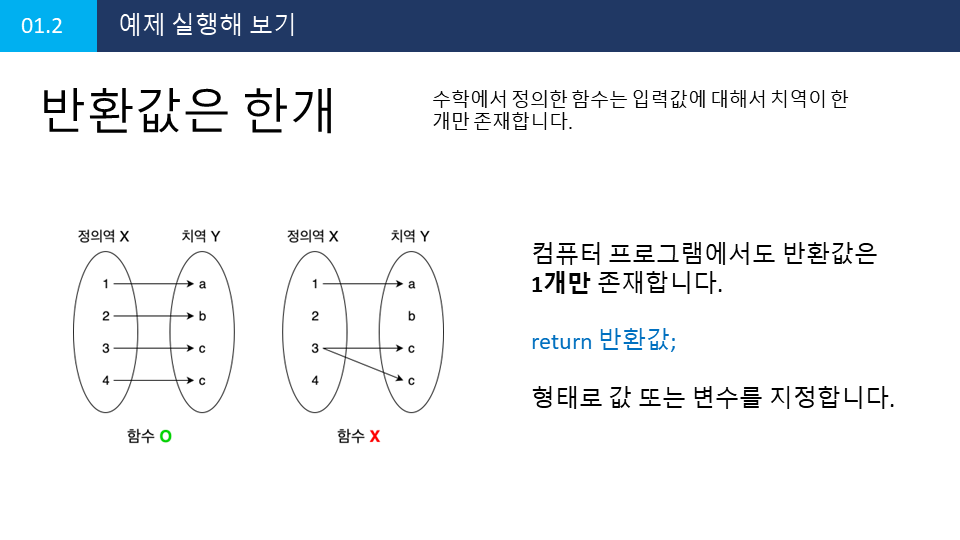 01.2
예제 실행해 보기
반환값은 한개
수학에서 정의한 함수는 입력값에 대해서 치역이 한
개만 존재합니다.
정의역 X 치역 Y
1 a
2 b
3 c
4 c
함수 O
정의역 X 치역 Y
1 a
2 b
3 c
4 c
함수 X
컴퓨터 프로그램에서도 반환값은
1개만 존재합니다.
return 반환값;
형태로 값 또는 변수를 지정합니다.